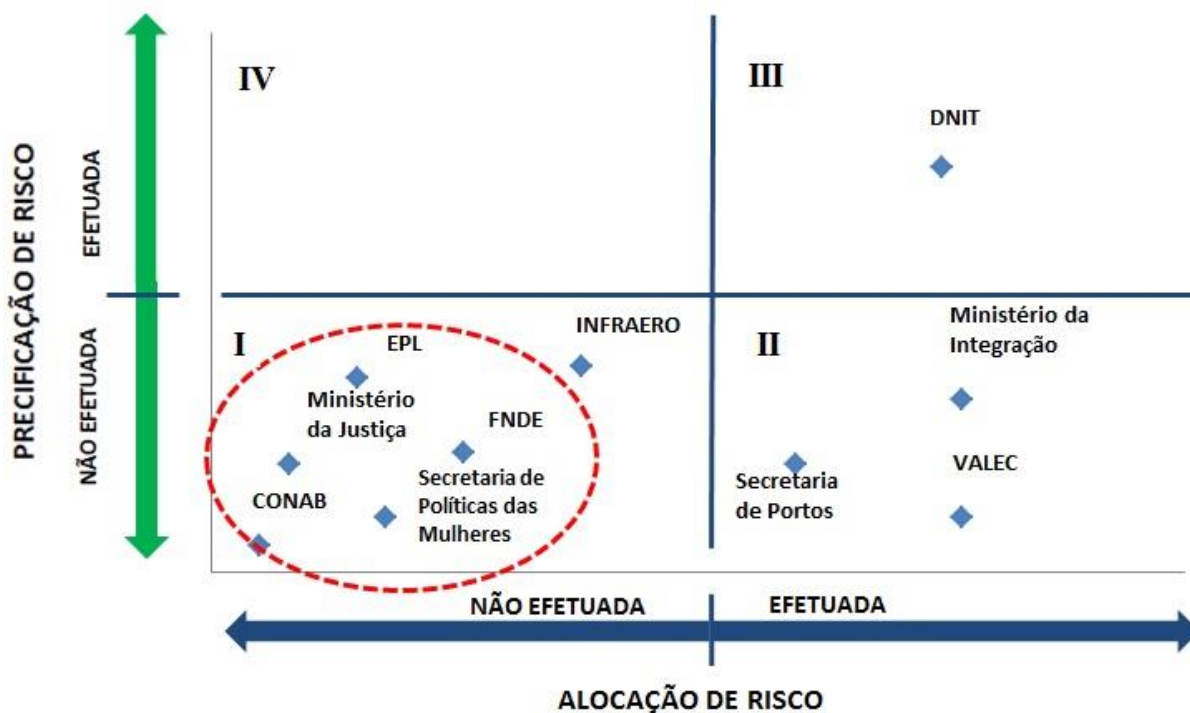 PRECIFICAÇÃO DE RISCO
EFETUADA
NÃO EFETUADA
IV
III
DNIT
I
EPL
INFRAERO
Ministério
da Justiça
FNDE
CONAB
Secretaria de
Políticas das
Mulheres
II
Ministério da
Integração
Secretaria
de Portos
VALEC
NÃO EFETUADA
EFETUADA
ALOCAÇÃO DE RISCO